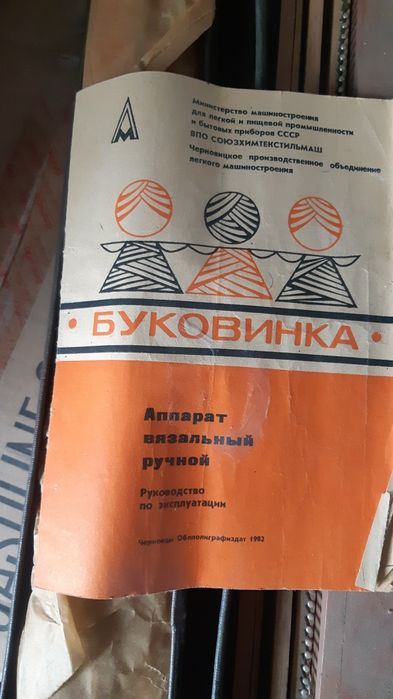 Министерство машиностроения
для легкой и пищевой промышленности
и бытовых приборов СССР
ВПО СОЮЗХИМТЕКСТИЛЬМАШ
Черновицкое производственное объединение
легкого машиностроения
• БУКОВИНКА •
Аппарат
вязальный
ручной
Руководство
по эксплуатации
Черновцы Облполиграфиздат 1982